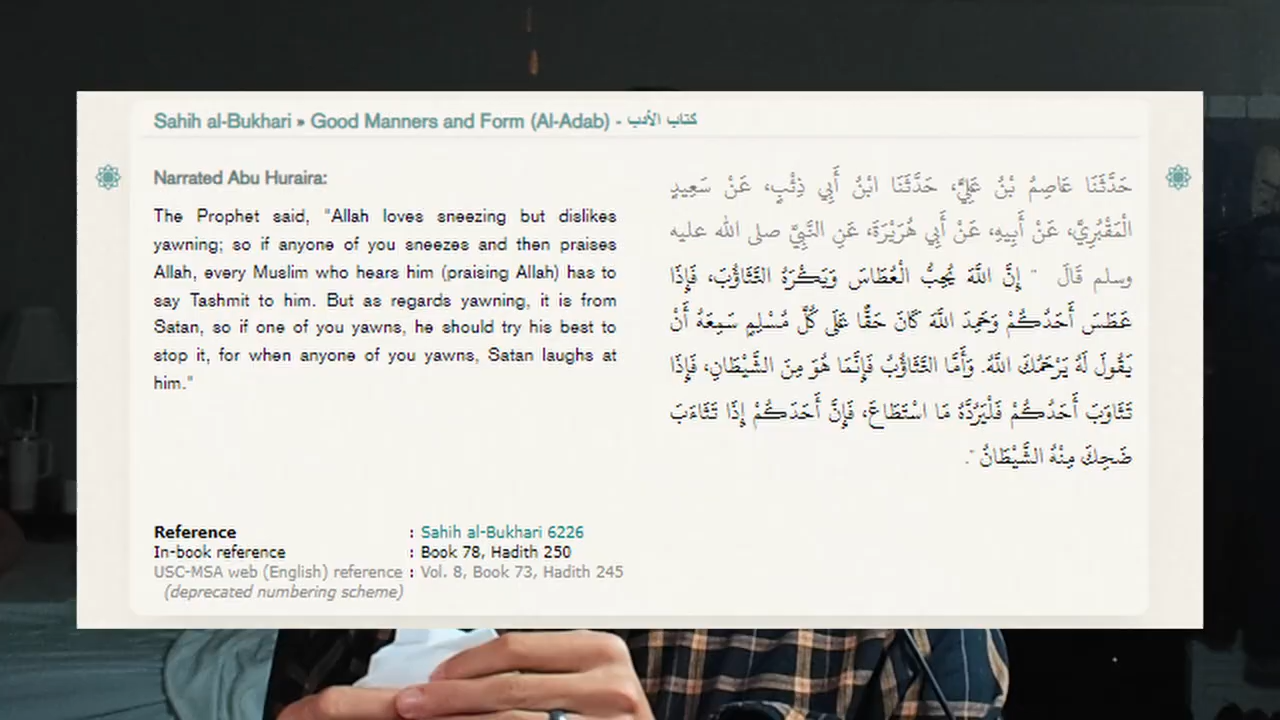 Sahih al-Bukhari » Good Manners and Form (Al-Adab) - كتاب الأدب
Narrated Abu Huraira:
The Prophet said, "Allah loves sneezing but dislikes
yawning; so if anyone of you sneezes and then praises
Allah, every Muslim who hears him (praising Allah) has to
say Tashmit to him. But as regards yawning, it is from
Satan, so if one of you yawns, he should try his best to
stop it, for when anyone of you yawns, Satan laughs at
him."
حَدَّثَنَا عَاصِمُ بْنُ عَلِيٍّ، حَدَّثَنَا ابْنُ أَبِي ذِئْبٍ، عَنْ سَعِيدٍ
الْمَقْبُرِيِّ، عَنْ أَبِيهِ، عَنْ أَبِي هُرَيْرَةَ، عَنِ النَّبِيِّ صلى الله عليه
وسلم قَالَ ‏ "‏ إِنَّ اللَّهَ يُحِبُّ الْعُطَاسَ وَيَكْرَهُ التَّثَاؤُبَ، فَإِذَا
عَطَسَ أَحَدُكُمْ وَحَمِدَ اللَّهَ كَانَ حَقًّا عَلَى كُلِّ مُسْلِمٍ سَمِعَهُ أَنْ
يَقُولَ لَهُ يَرْحَمُكَ اللَّهُ‏.‏ وَأَمَّا التَّثَاؤُبُ فَإِنَّمَا هُوَ مِنَ الشَّيْطَانِ، فَإِذَا
تَثَاوَبَ أَحَدُكُمْ فَلْيَرُدَّهُ مَا اسْتَطَاعَ، فَإِنَّ أَحَدَكُمْ إِذَا تَثَاءَبَ
ضَحِكَ مِنْهُ الشَّيْطَانُ ‏"‏‏.‏
Reference : Sahih al-Bukhari 6226
In-book reference : Book 78, Hadith 250
USC-MSA web (English) reference : Vol. 8, Book 73, Hadith 245
(deprecated numbering scheme)